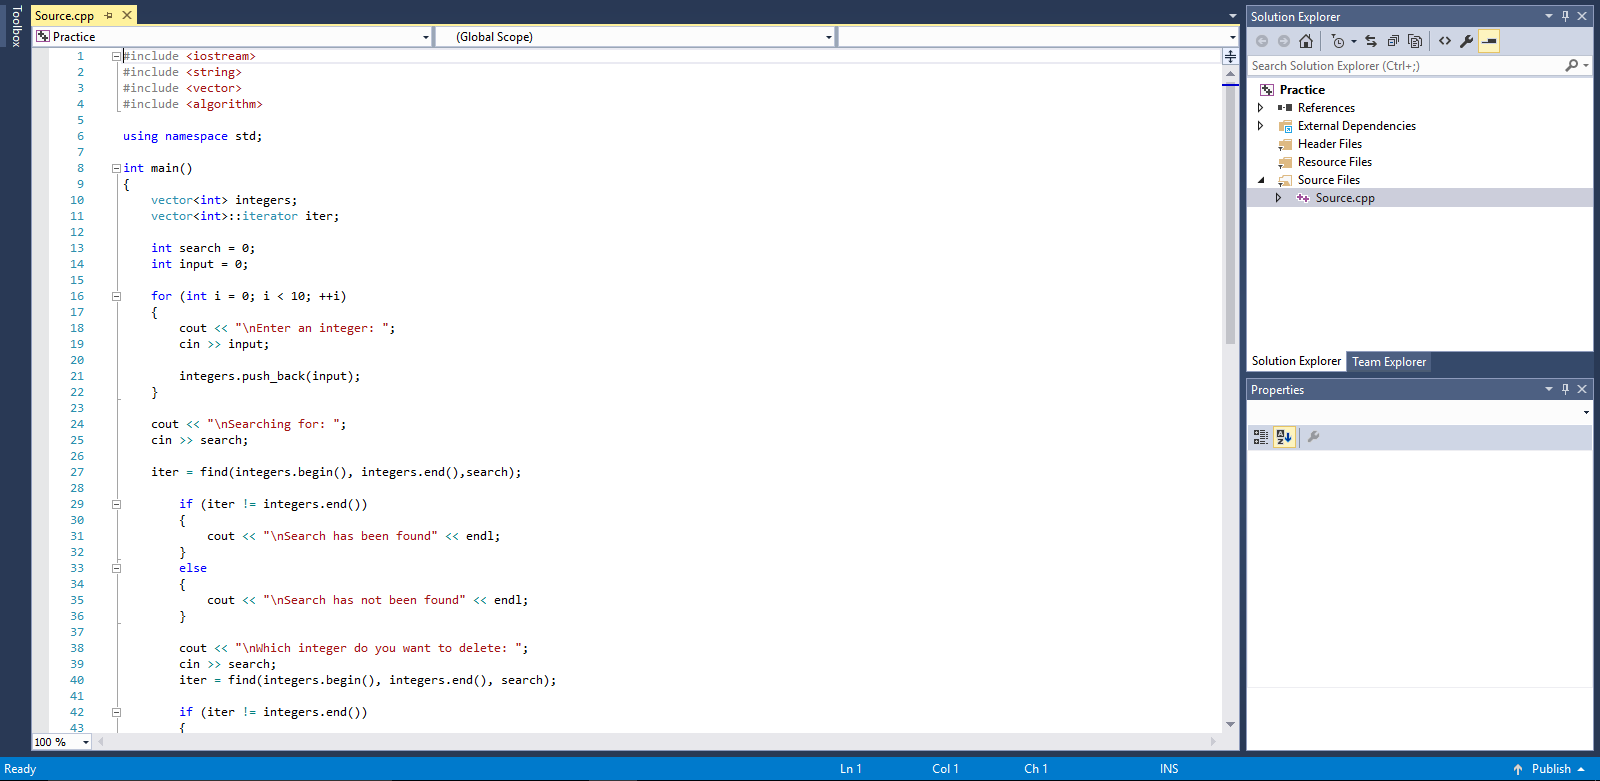 Toolbox
Source.cpp
Practice
(Global Scope)
1 #include <iostream>
2 #include <string>
3 #include <vector>
4 #include <algorithm>
5
6 using namespace std;
7
8 int main()
9 {
10 vector<int> integers;
11 vector<int>::iterator iter;
12
13 int search = 0;
14 int input = 0;
15
16 for (int i = 0; i < 10; ++i)
17 {
18 cout << "\nEnter an integer: ";
19 cin >> input;
20
21 integers.push_back(input);
22 }
23
24 cout << "\nSearching for: ";
25 cin >> search;
26
27 iter = find(integers.begin(), integers.end(),search);
28
29 if (iter != integers.end())
30 {
31 cout << "\nSearch has been found" << endl;
32 }
33 else
34 {
35 cout << "\nSearch has not been found" << endl;
36 }
37
38 cout << "\nWhich integer do you want to delete: ";
39 cin >> search;
40 iter = find(integers.begin(), integers.end(), search);
41
42 if (iter != integers.end())
43 {
100 %
Solution Explorer
Search Solution Explorer (Ctrl+;)
Practice
References
External Dependencies
Header Files
Resource Files
Source Files
Source.cpp
Solution Explorer Team Explorer
Properties
Ready Ln 1 Col 1 Ch 1 INS Publish